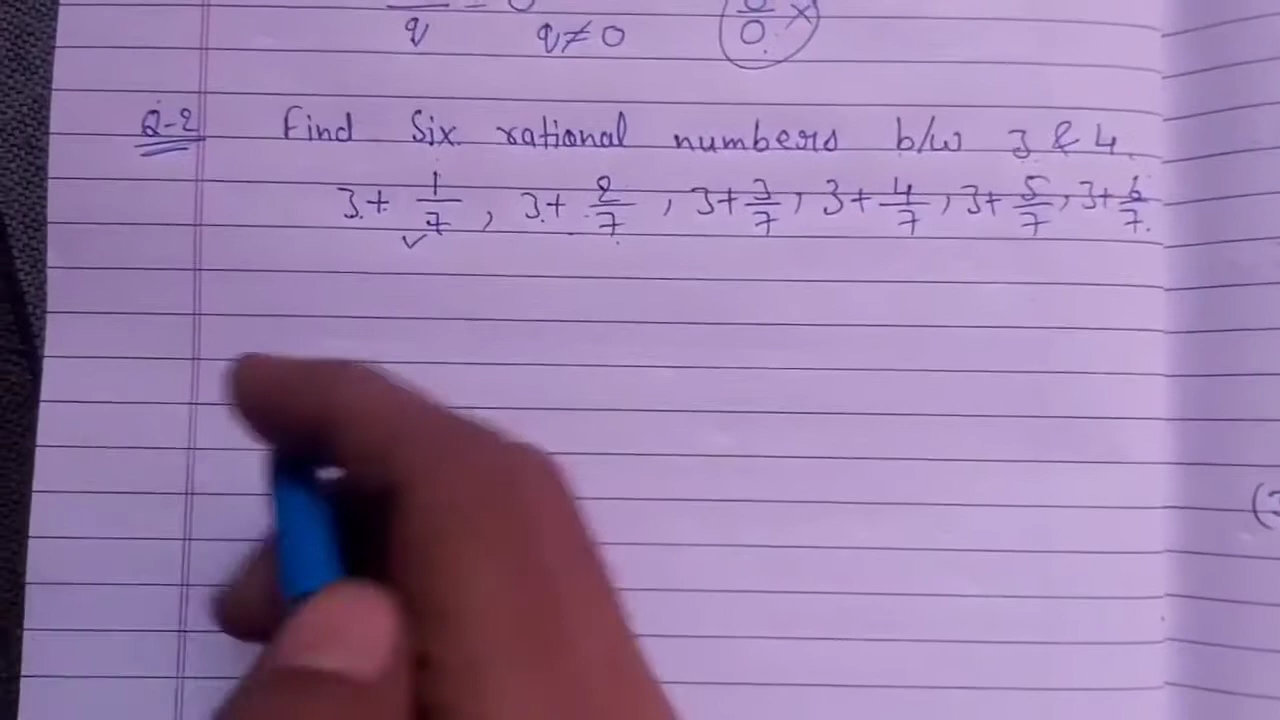 q q≠0 0
Q-2 Find Six rational numbers b/w 3 & 4
3+ 1/7, 3+ 2/7, 3+ 3/7, 3+ 4/7, 3+ 5/7, 3+ 6/7